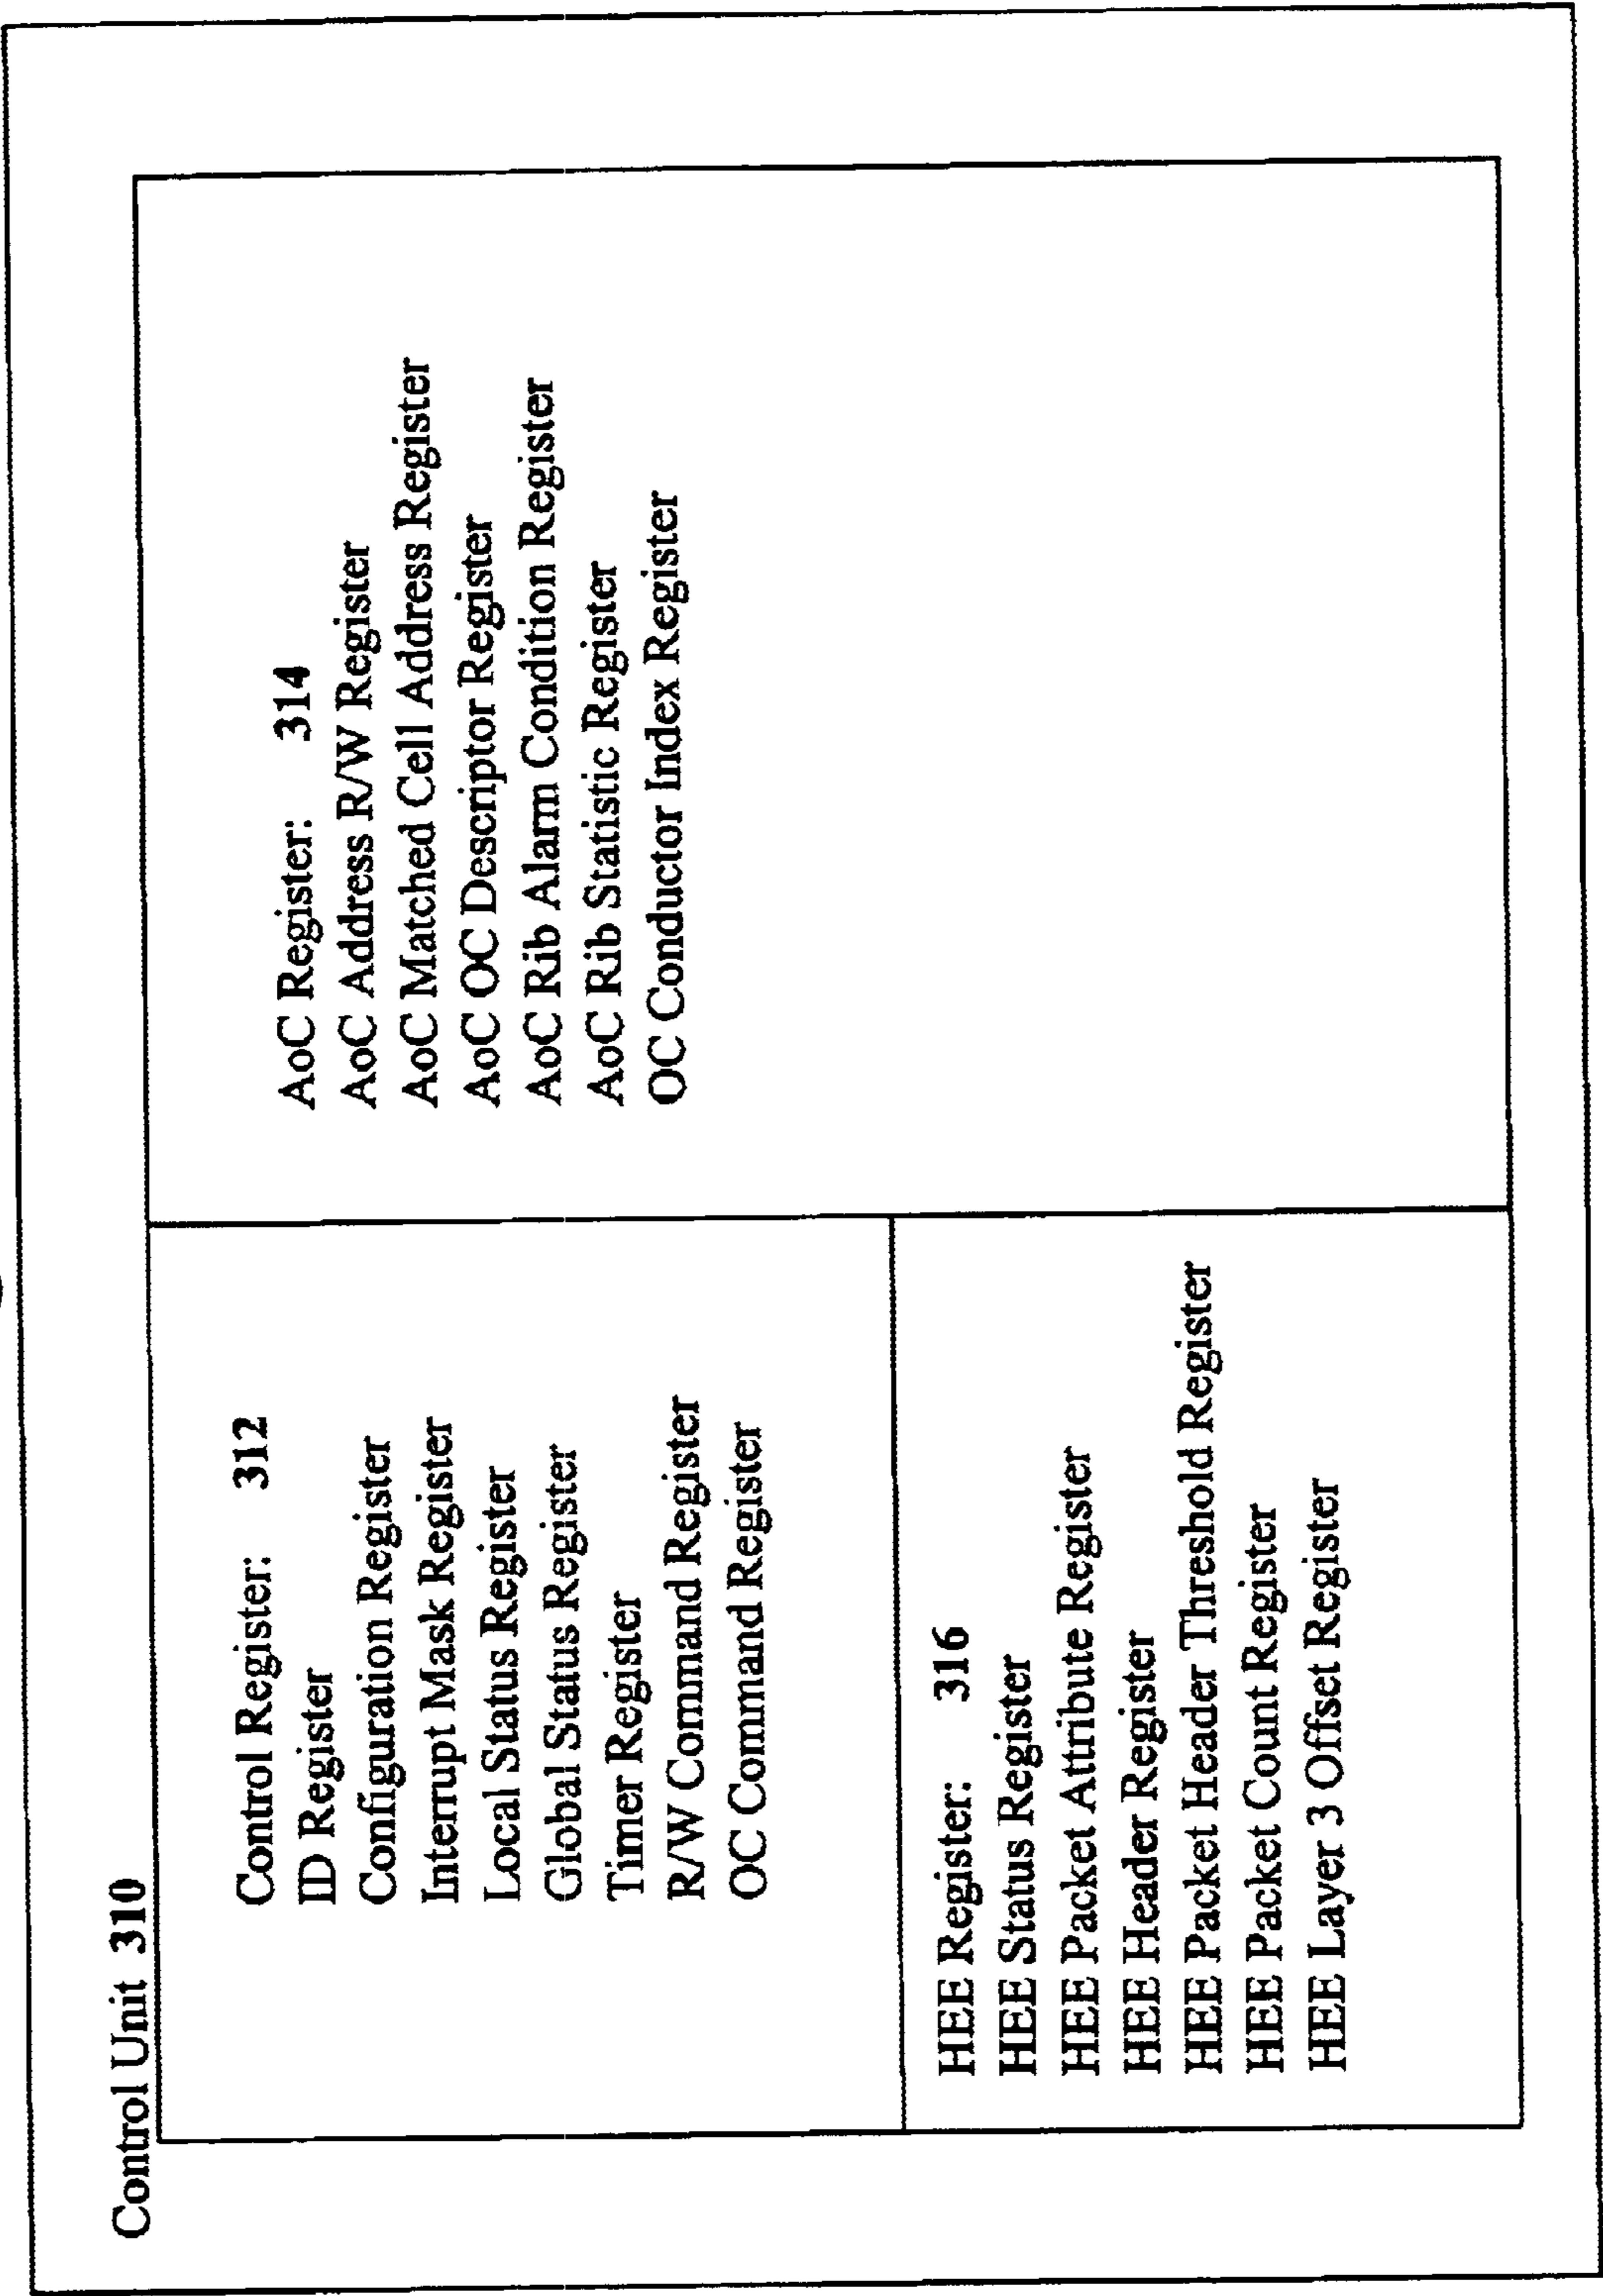 Control Unit 310
Control Register: 312
ID Register
Configuration Register
Interrupt Mask Register
Local Status Register
Global Status Register
Timer Register
R/W Command Register
OC Command Register
HEE Register: 316
HEE Status Register
HEE Packet Attribute Register
HEE Header Register
HEE Packet Header Threshold Register
HEE Packet Count Register
HEE Layer 3 Offset Register
AoC Register: 314
AoC Address R/W Register
AoC Matched Cell Address Register
AoC OC Descriptor Register
AoC Rib Alarm Condition Register
AoC Rib Statistic Register
OC Conductor Index Register